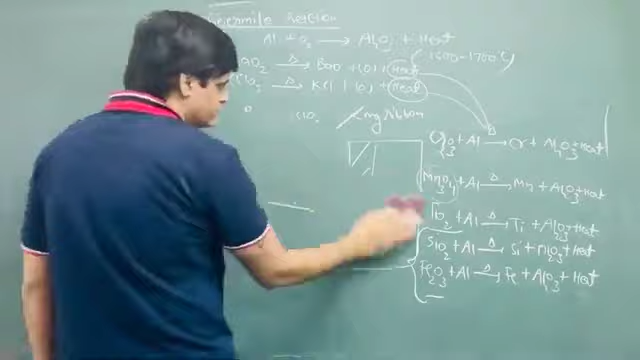 Thermite Reaction
Al + O₂ → Al₂O₃ + Heat
(1600-1700°C)
O₂ —Δ→ BaO + (O) + Heat
O₃ —Δ→ KCl + (O) + Heat
mg Ribbon
Cr₂O₃ + Al —Δ→ Cr + Al₂O₃ + Heat
Mn₃O₄ + Al —Δ→ Mn + Al₂O₃ + Heat
TiO₂ + Al —Δ→ Ti + Al₂O₃ + Heat
SiO₂ + Al —Δ→ Si + Al₂O₃ + Heat
Fe₂O₃ + Al —Δ→ Fe + Al₂O₃ + Heat